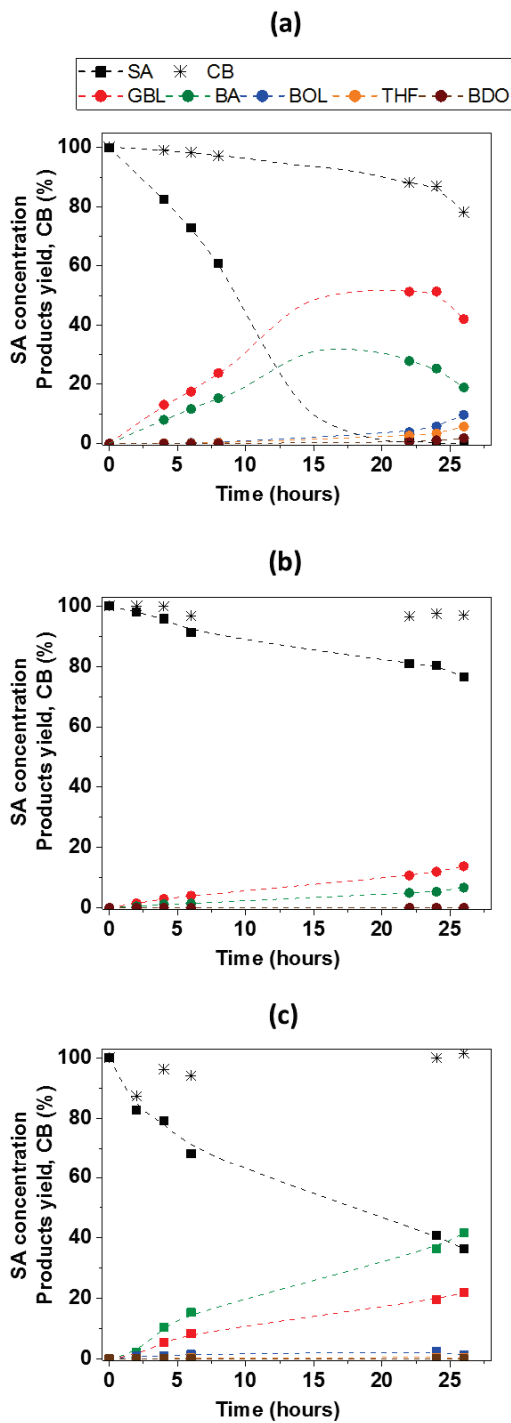 (a)
SA CB
GBL BA BOL THF BDO
SA concentration
Products yield, CB (%)
100
80
60
40
20
0
0 5 10 15 20 25
Time (hours)
(b)
SA concentration
Products yield, CB (%)
100
80
60
40
20
0
0 5 10 15 20 25
Time (hours)
(c)
SA concentration
Products yield, CB (%)
100
80
60
40
20
0
0 5 10 15 20 25
Time (hours)